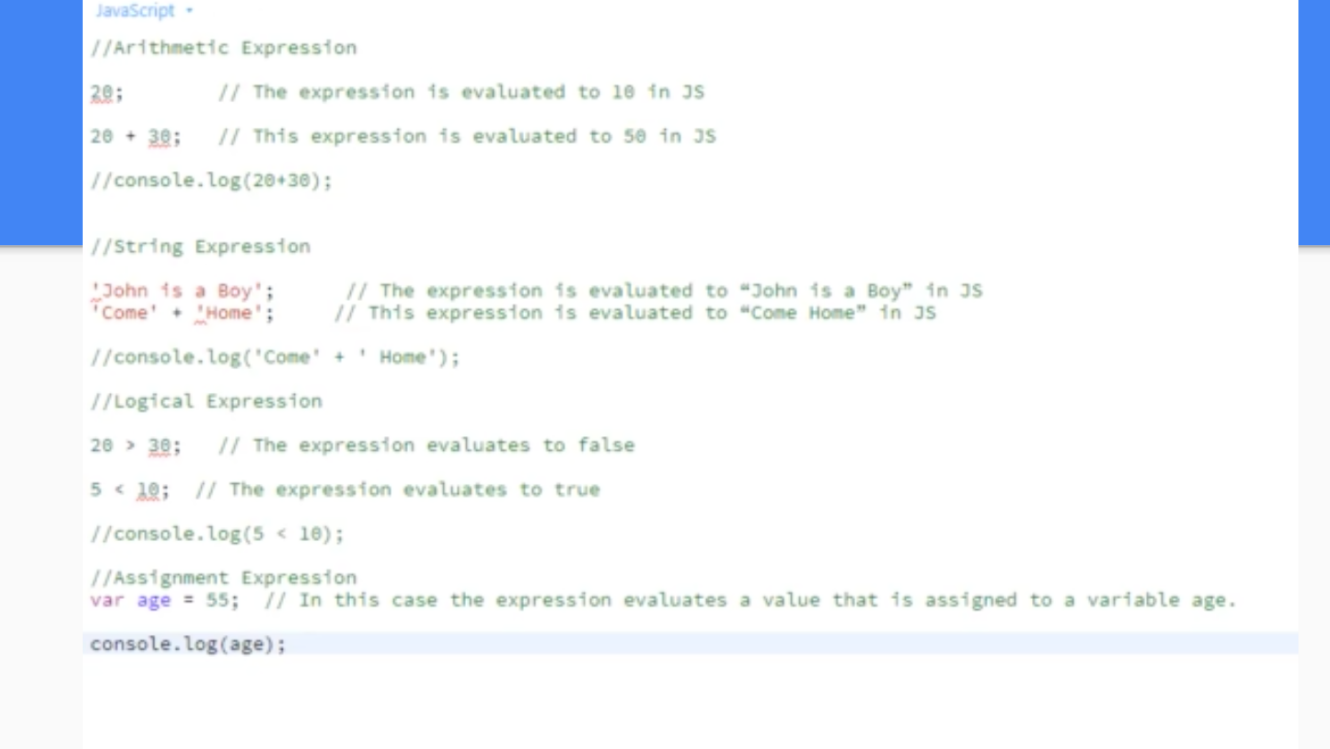 JavaScript
//Arithmetic Expression
20; // The expression is evaluated to 10 in JS
20 + 30; // This expression is evaluated to 50 in JS
//console.log(20+30);
//String Expression
'John is a Boy'; // The expression is evaluated to “John is a Boy” in JS
'Come' + 'Home'; // This expression is evaluated to “Come Home” in JS
//console.log('Come' + ' Home');
//Logical Expression
20 > 30; // The expression evaluates to false
5 < 10; // The expression evaluates to true
//console.log(5 < 10);
//Assignment Expression
var age = 55; // In this case the expression evaluates a value that is assigned to a variable age.
console.log(age);